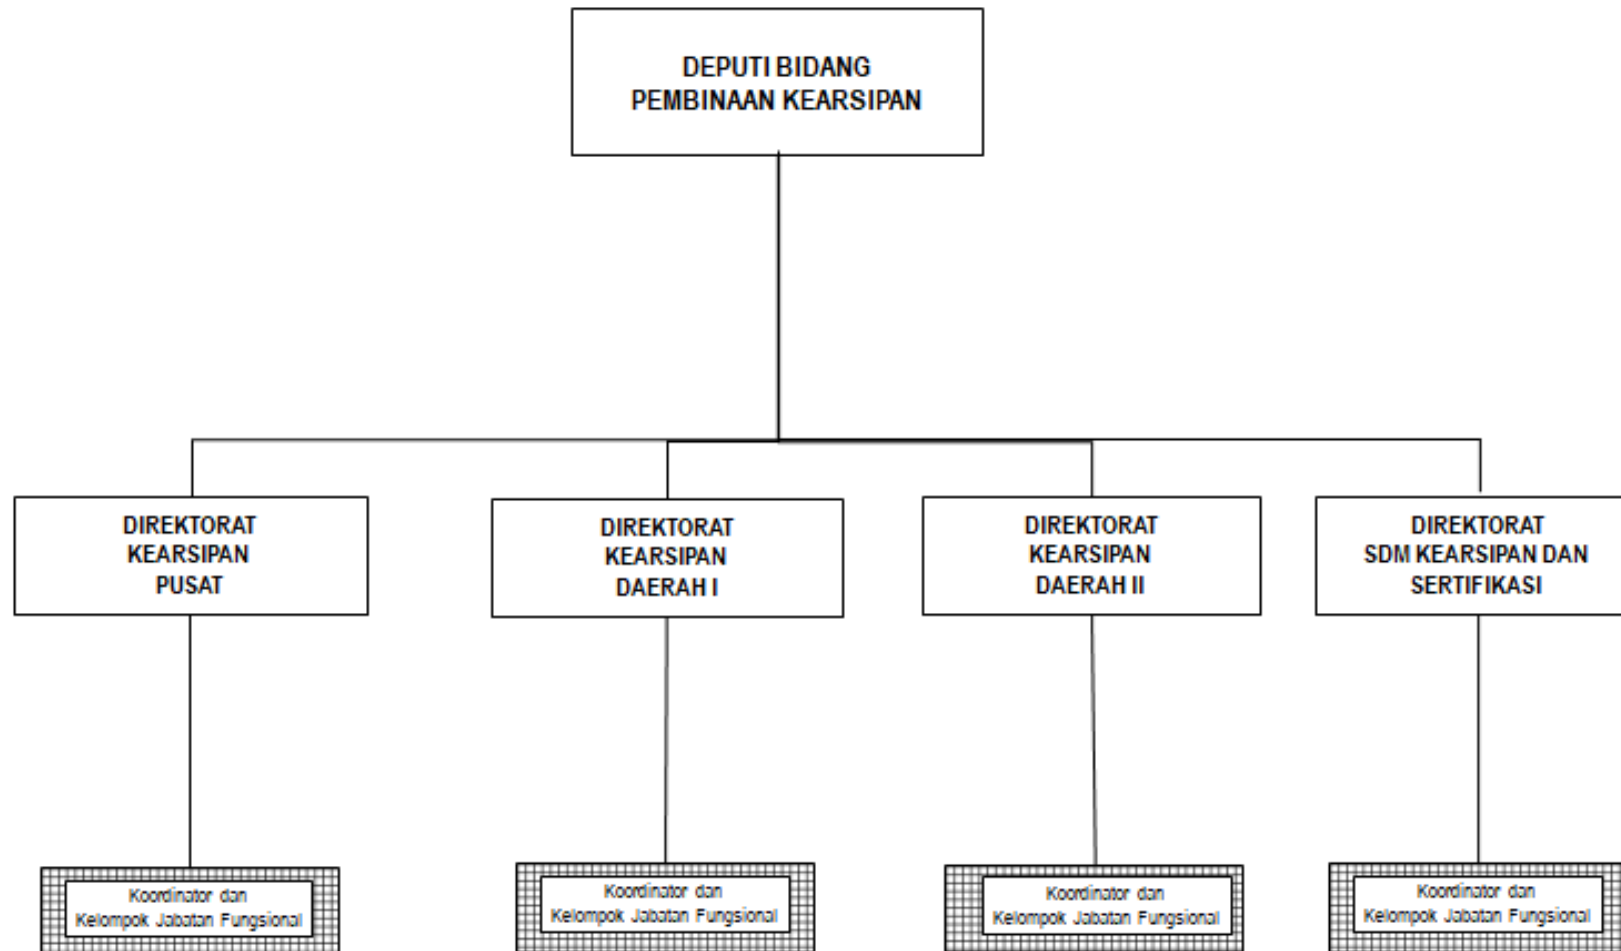 DEPUTI BIDANG
PEMBINAAN KEARSIPAN
DIREKTORAT
KEARSIPAN
PUSAT
DIREKTORAT
KEARSIPAN
DAERAH I
DIREKTORAT
KEARSIPAN
DAERAH II
DIREKTORAT
SDM KEARSIPAN DAN
SERTIFIKASI
Koordinator dan
Kelompok Jabatan Fungsional
Koordinator dan
Kelompok Jabatan Fungsional
Koordinator dan
Kelompok Jabatan Fungsional
Koordinator dan
Kelompok Jabatan Fungsional